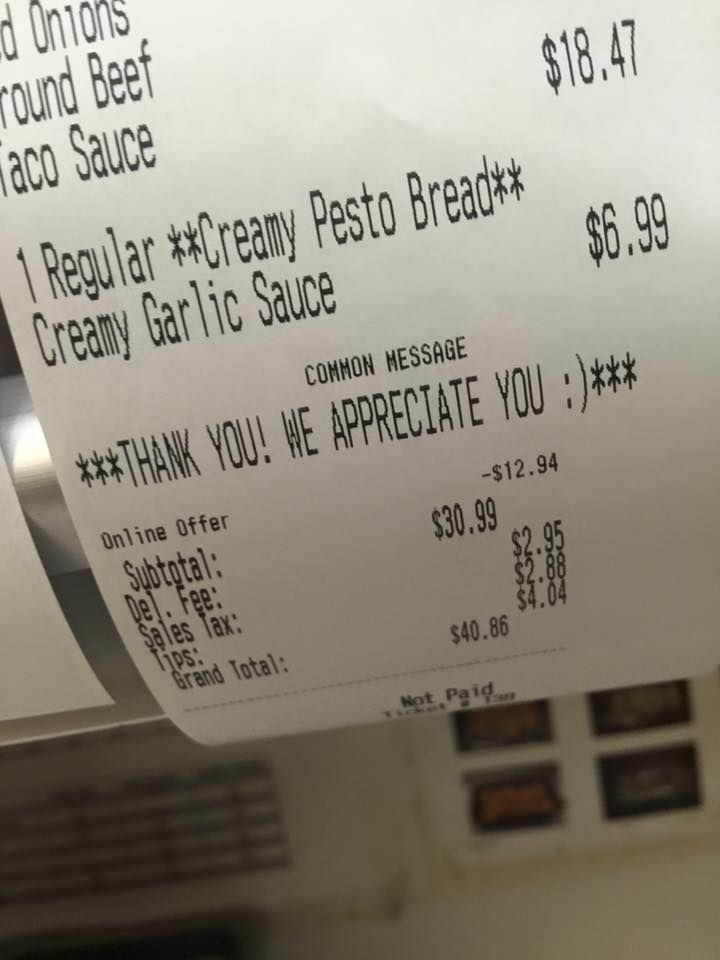 d Onions
round Beef
Taco Sauce
$18.47
1 Regular **Creamy Pesto Bread**
$6.99
Creamy Garlic Sauce
COMMON MESSAGE
***THANK YOU! WE APPRECIATE YOU :)***
Online Offer -$12.94
Subtotal: $30.99
Del. Fee: $2.95
Sales Tax: $2.88
Tips: $4.04
Grand Total: $40.86
Not Paid
Ticket #